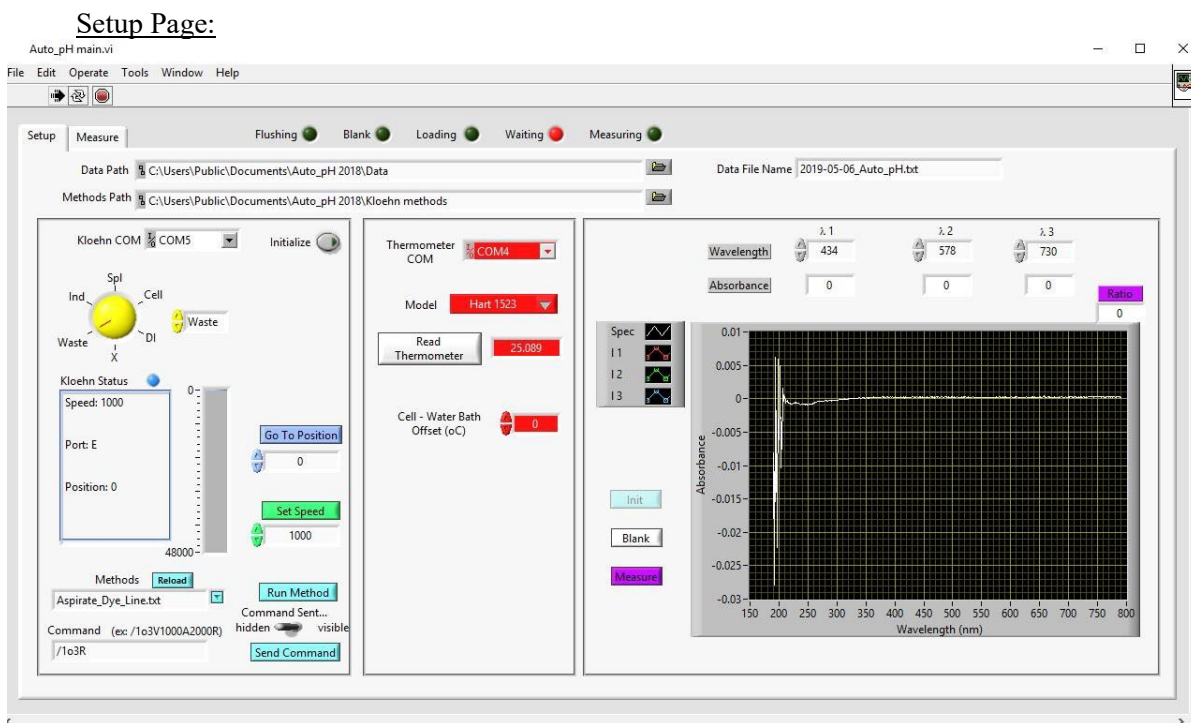 Setup Page:
Auto_pH main.vi
File Edit Operate Tools Window Help
Setup Measure Flushing Blank Loading Waiting Measuring
Data Path C:\Users\Public\Documents\Auto_pH 2018\Data Data File Name 2019-05-06_Auto_pH.txt
Methods Path C:\Users\Public\Documents\Auto_pH 2018\Kloehn methods
Kloehn COM COM5 Initialize
Spl
Ind Cell
Waste
Waste DI
X
Kloehn Status
Speed: 1000
Port: E
Position: 0
0
48000
Go To Position
0
Set Speed
1000
Methods Reload
Aspirate_Dye_Line.txt
Run Method
Command Sent...
hidden visible
Command (ex: /1o3V1000A2000R)
/1o3R
Send Command
Thermometer COM4
COM
Model Hart 1523
Read 25.089
Thermometer
Cell - Water Bath 0
Offset (oC)
λ 1 λ 2 λ 3
Wavelength 434 578 730
Absorbance 0 0 0
Ratio
0
Spec
I 1
I 2
I 3
Init
Blank
Measure
Absorbance
0.01
0.005
0
-0.005
-0.01
-0.015
-0.02
-0.025
-0.03
150 200 250 300 350 400 450 500 550 600 650 700 750 800
Wavelength (nm)